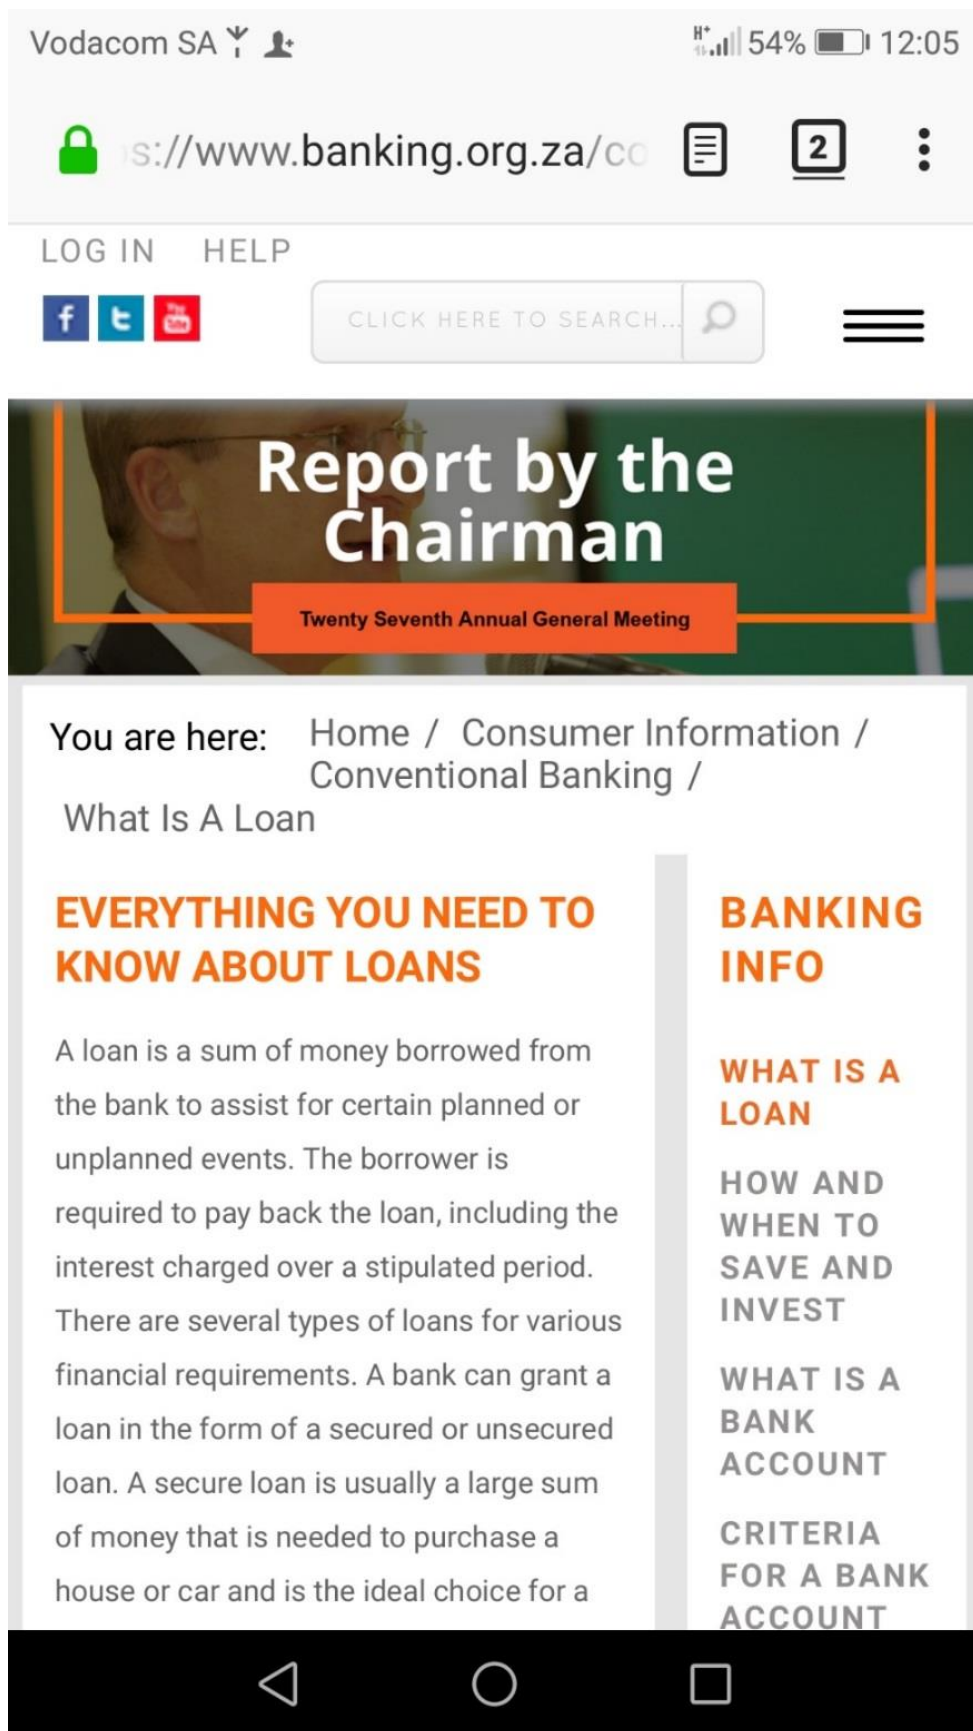 Vodacom SA H+ 54% 12:05
s://www.banking.org.za/co 2
LOG IN HELP
f t You Tube CLICK HERE TO SEARCH...
Report by the
Chairman
Twenty Seventh Annual General Meeting
You are here: Home / Consumer Information /
Conventional Banking /
What Is A Loan
EVERYTHING YOU NEED TO
KNOW ABOUT LOANS
A loan is a sum of money borrowed from
the bank to assist for certain planned or
unplanned events. The borrower is
required to pay back the loan, including the
interest charged over a stipulated period.
There are several types of loans for various
financial requirements. A bank can grant a
loan in the form of a secured or unsecured
loan. A secure loan is usually a large sum
of money that is needed to purchase a
house or car and is the ideal choice for a
BANKING
INFO
WHAT IS A
LOAN
HOW AND
WHEN TO
SAVE AND
INVEST
WHAT IS A
BANK
ACCOUNT
CRITERIA
FOR A BANK
ACCOUNT